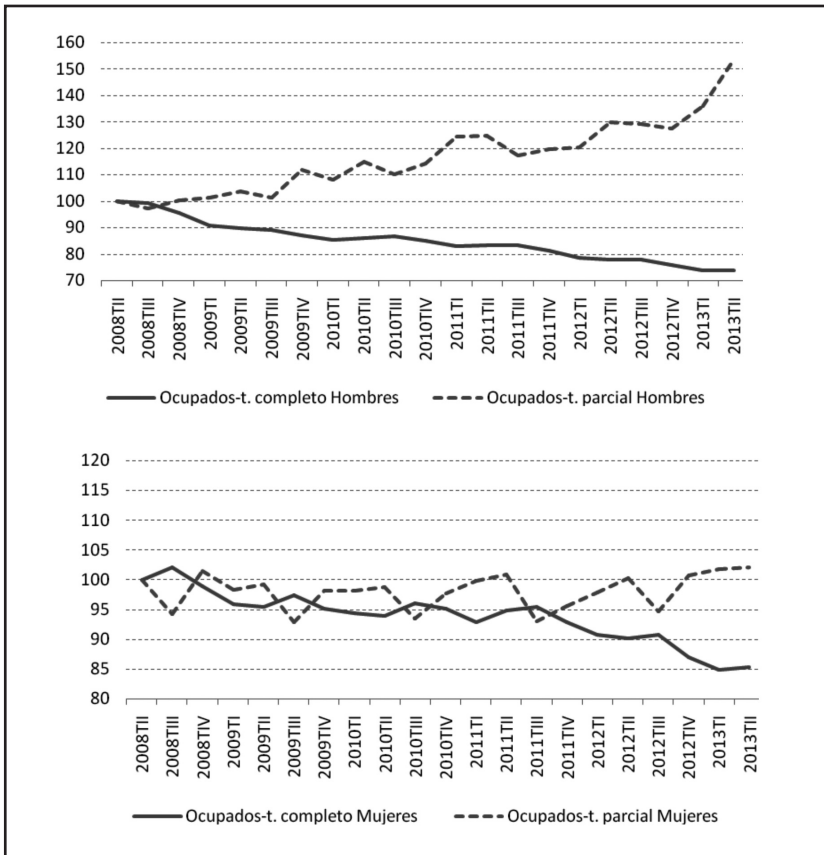 160
150
140
130
120
110
100
90
80
70
2008TII
2008TIII
2008TIV
2009TI
2009TII
2009TIII
2009TIV
2010TI
2010TII
2010TIII
2010TIV
2011TI
2011TII
2011TIII
2011TIV
2012TI
2012TII
2012TIII
2012TIV
2013TI
2013TII
Ocupados-t. completo Hombres
Ocupados-t. parcial Hombres
120
115
110
105
100
95
90
85
80
2008TII
2008TIII
2008TIV
2009TI
2009TII
2009TIII
2009TIV
2010TI
2010TII
2010TIII
2010TIV
2011TI
2011TII
2011TIII
2011TIV
2012TI
2012TII
2012TIII
2012TIV
2013TI
2013TII
Ocupados-t. completo Mujeres
Ocupados-t. parcial Mujeres